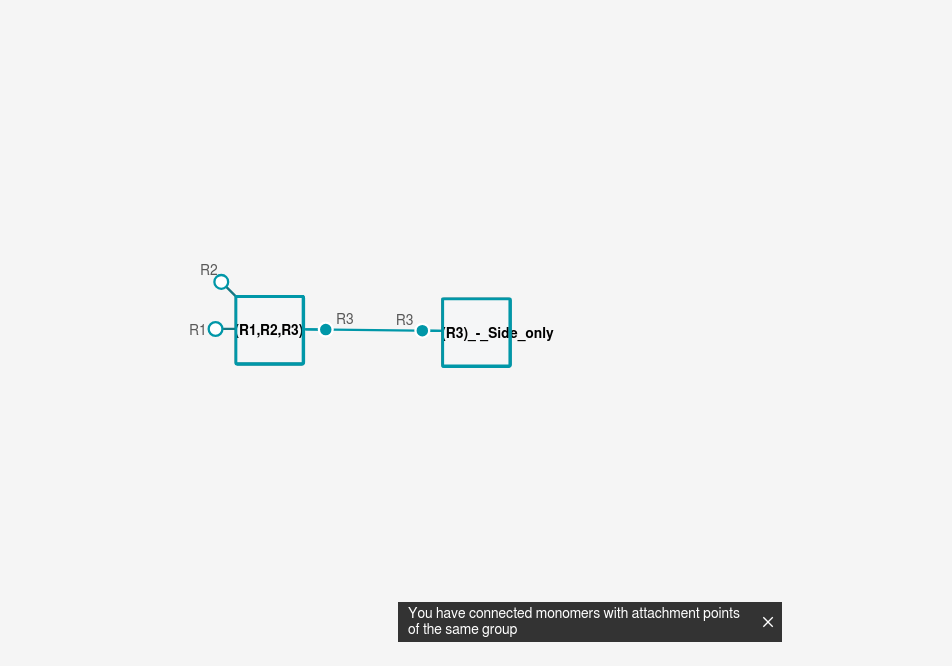 R2
R1
(R1,R2,R3)
R3
R3
(R3)_-_Side_only
You have connected monomers with attachment points
of the same group